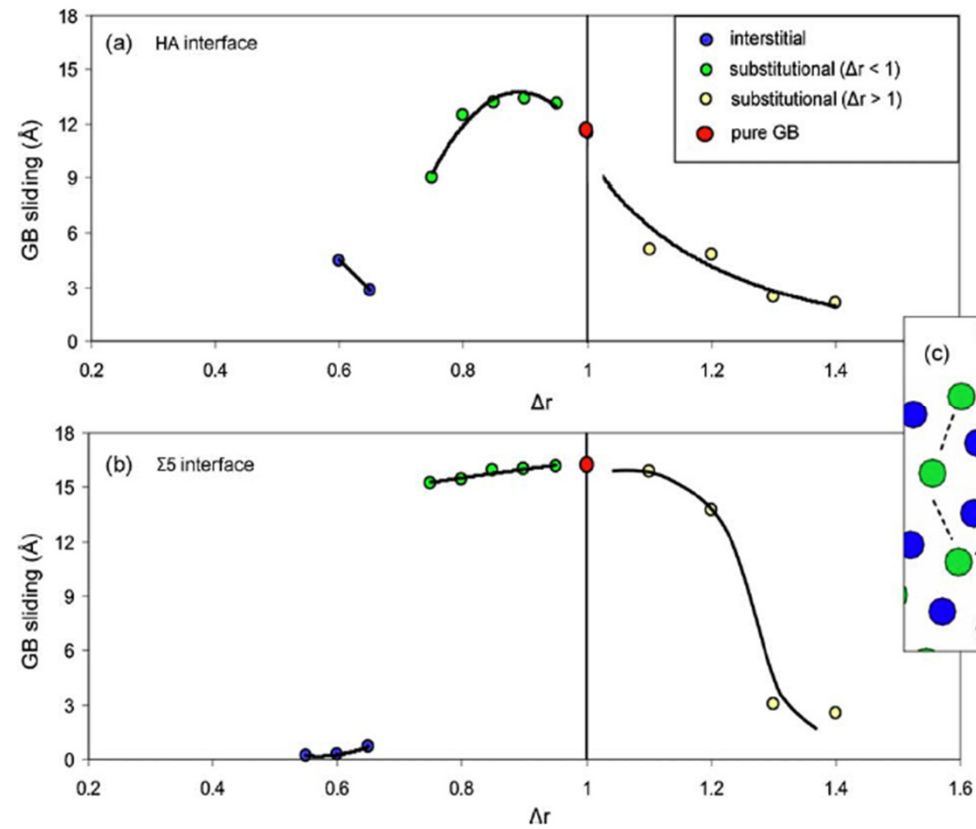 (a) HA interface
interstitial
substitutional (Δr < 1)
substitutional (Δr > 1)
pure GB
18
15
12
9
6
3
0
GB sliding (Å)
0.2 0.4 0.6 0.8 1 1.2 1.4
Δr
(c)
(b) Σ5 interface
18
15
12
9
6
3
0
GB sliding (Å)
0.2 0.4 0.6 0.8 1 1.2 1.4 1.6
Λr